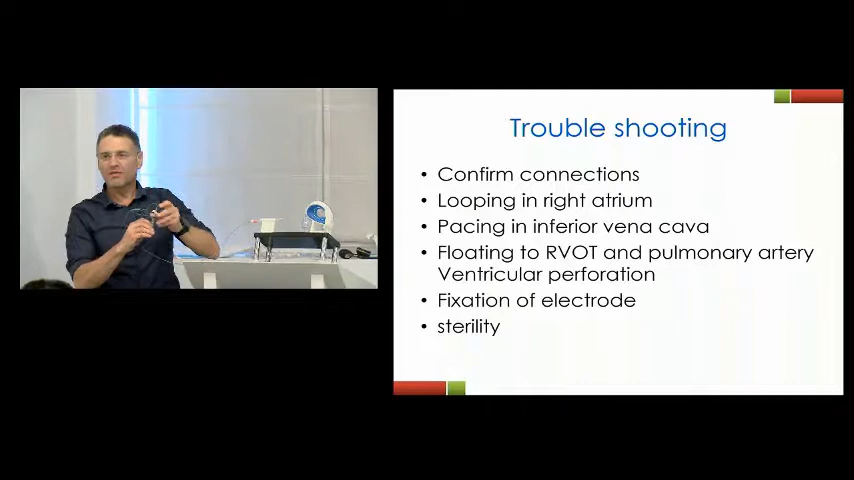 Trouble shooting
• Confirm connections
• Looping in right atrium
• Pacing in inferior vena cava
• Floating to RVOT and pulmonary artery
Ventricular perforation
• Fixation of electrode
• sterility